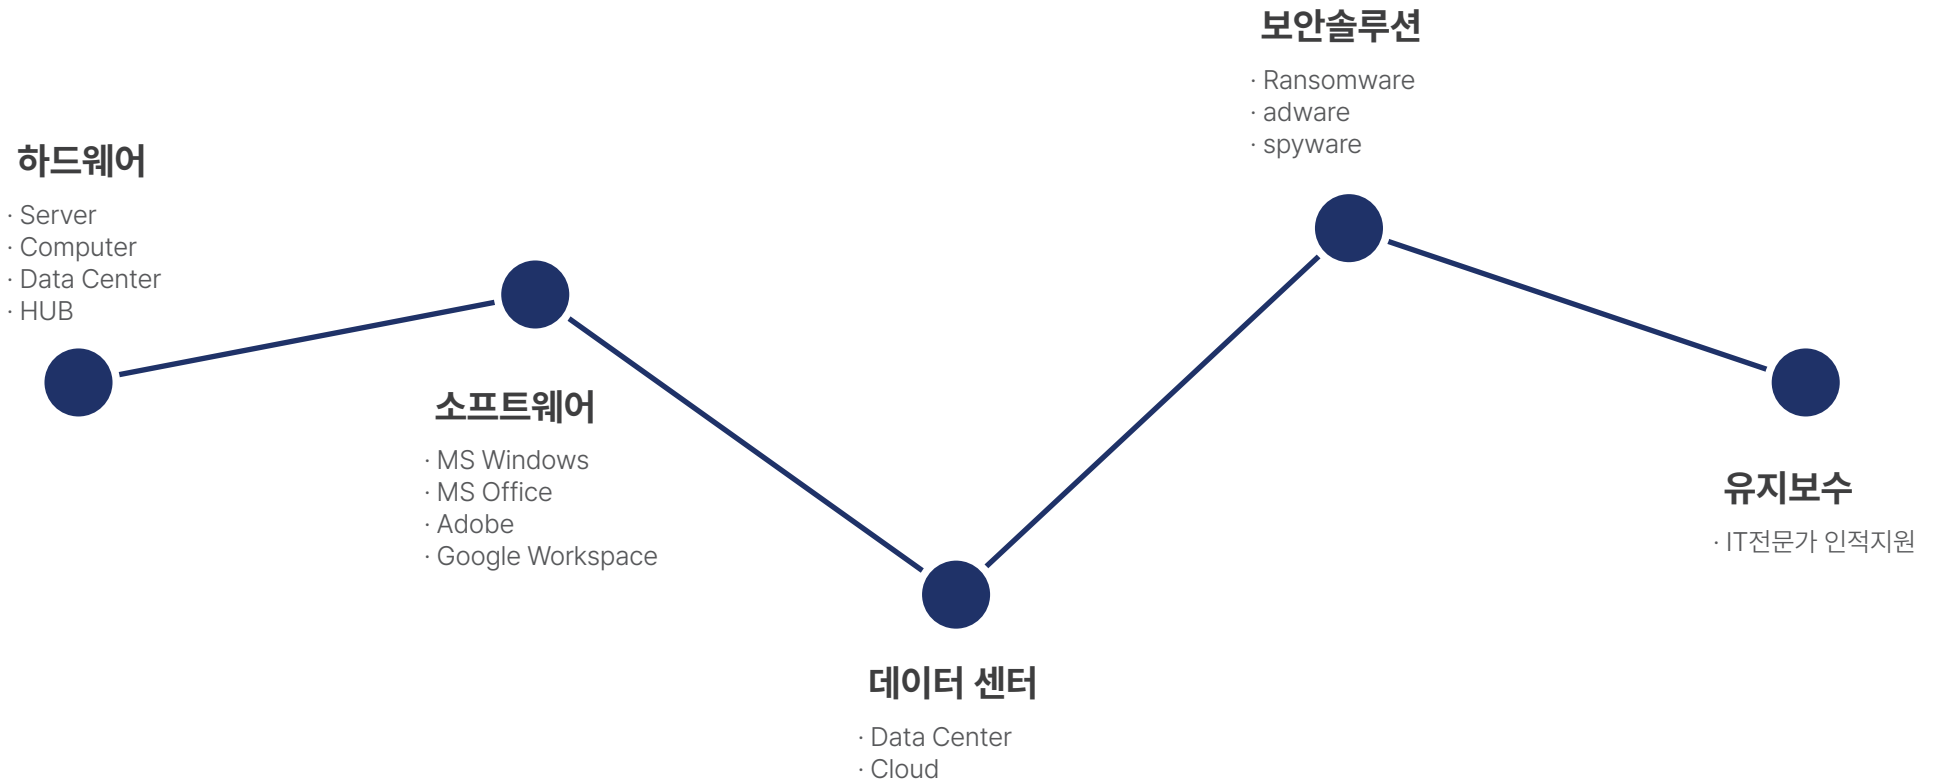 하드웨어
· Server
· Computer
· Data Center
· HUB
소프트웨어
· MS Windows
· MS Office
· Adobe
· Google Workspace
데이터 센터
· Data Center
· Cloud
보안솔루션
· Ransomware
· adware
· spyware
유지보수
· IT전문가 인적지원